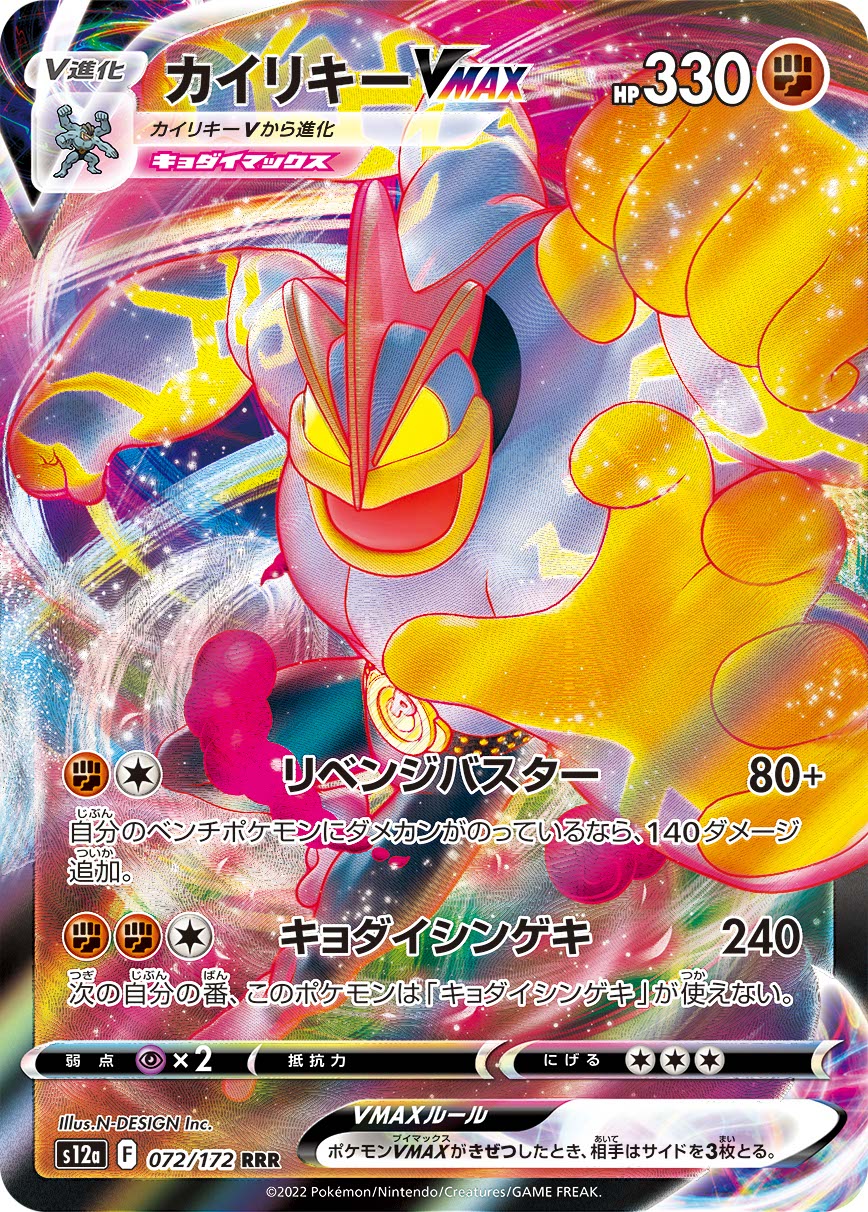 V進化
カイリキーVMAX
HP330
カイリキーVから進化
キョダイマックス
リベンジバスター 80+
自分のベンチポケモンにダメカンがのっているなら、140ダメージ
追加。
キョダイシンゲキ 240
次の自分の番、このポケモンは「キョダイシンゲキ」が使えない。
弱点 ×2 抵抗力 にげる
Illus.N-DESIGN Inc.
VMAXルール
ポケモンVMAXがきぜつしたとき、相手はサイドを3枚とる。
s12a F 072/172 RRR
©2022 Pokémon/Nintendo/Creatures/GAME FREAK.